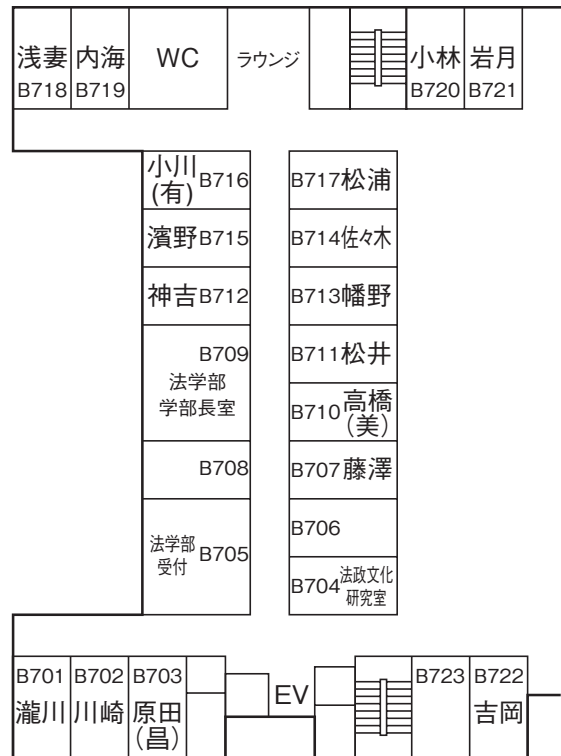 浅妻 内海 WC ラウンジ 小林 岩月
B718 B719 B720 B721
小川
(有) B716
B717 松浦
濱野 B715
B714 佐々木
神吉 B712
B713 幡野
B709
法学部
学部長室
B711 松井
B710 高橋
(美)
B708
B707 藤澤
法学部
受付 B705
B706
B704 法政文化
研究室
B701 B702 B703 EV B723 B722
瀧川 川崎 原田
(昌)
吉岡